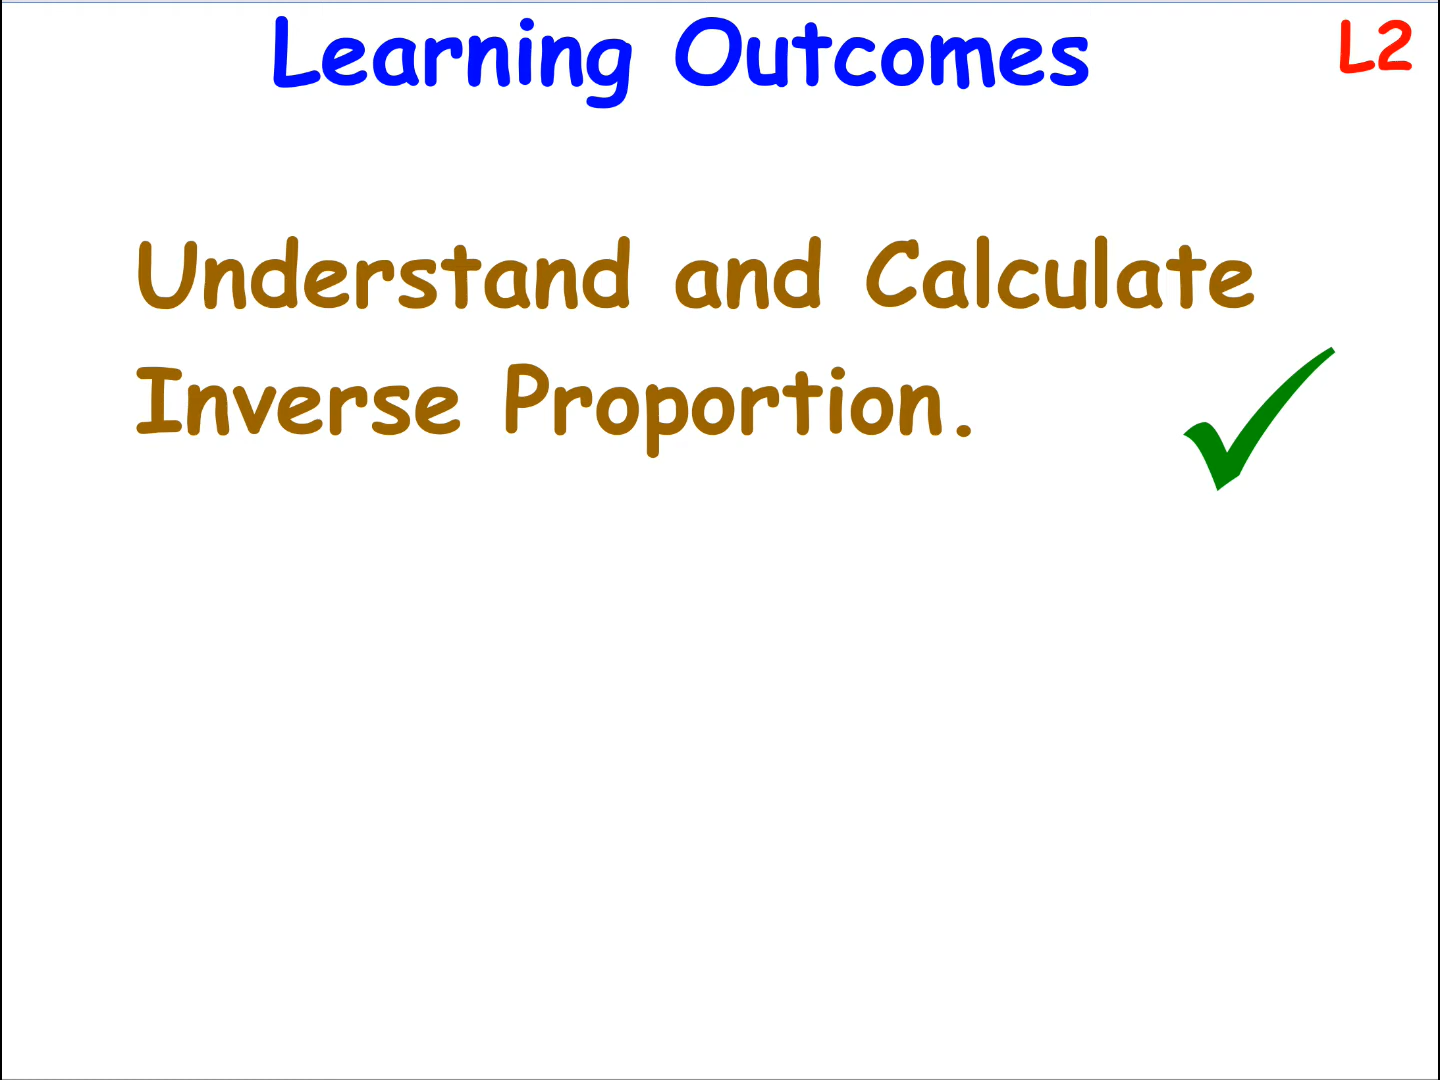 Learning Outcomes
L2
Understand and Calculate
Inverse Proportion.